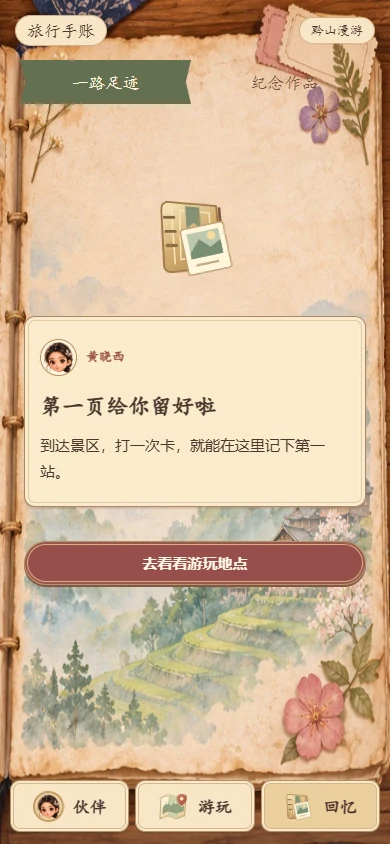 旅行手账
黔山漫游
一路足迹
纪念作品
黄晓西
第一页给你留好啦
到达景区，打一次卡，就能在这里记下第一
站。
去看看游玩地点
伙伴
游玩
回忆